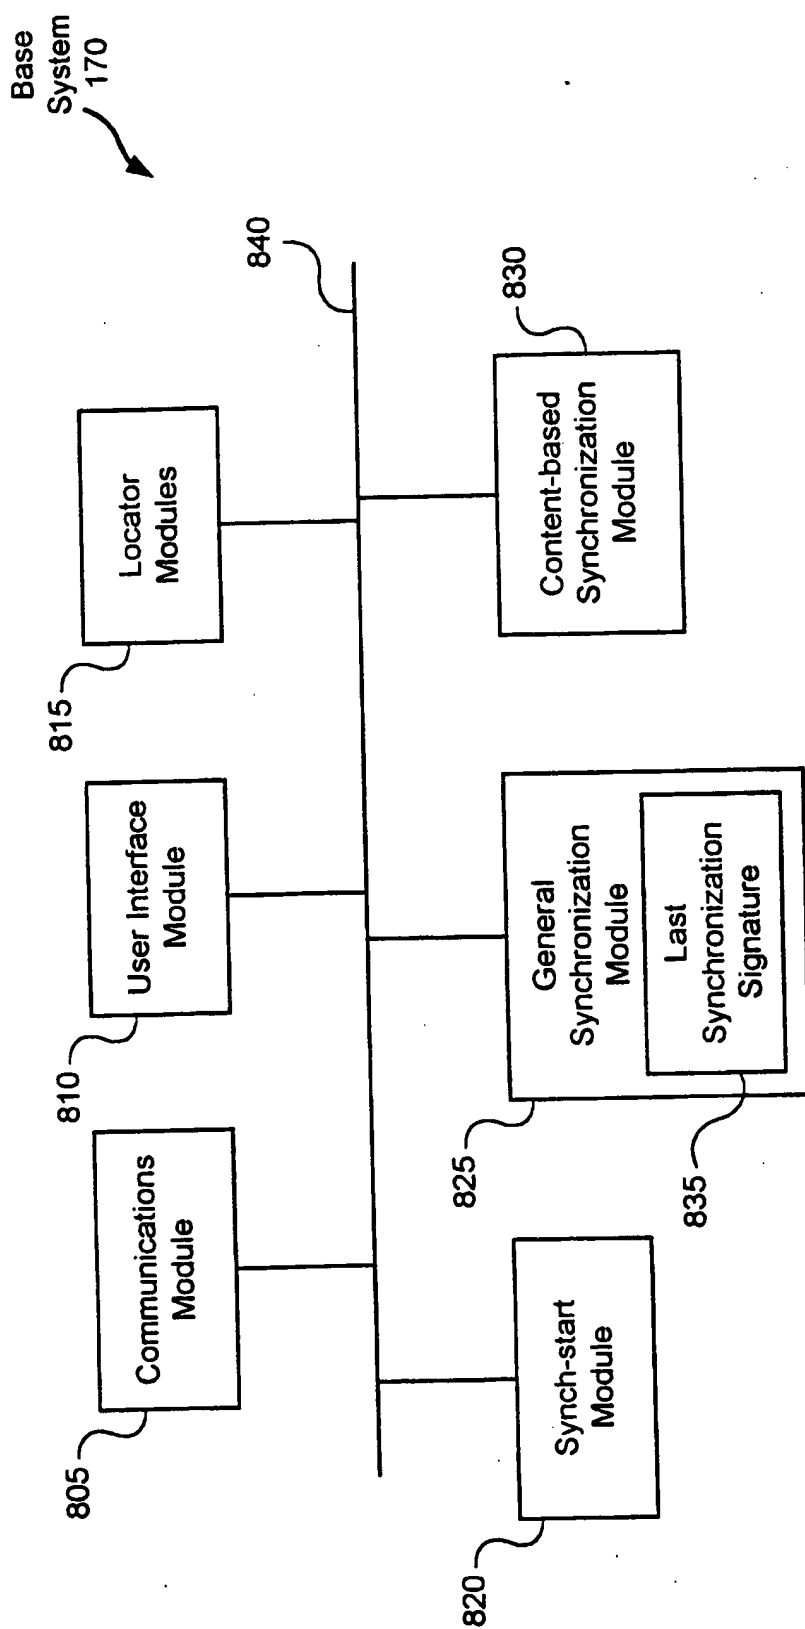 Base
System
170
805
Communications
Module
810
User Interface
Module
815
Locator
Modules
840
820
Synch-start
Module
825
General
Synchronization
Module
835
Last
Synchronization
Signature
830
Content-based
Synchronization
Module